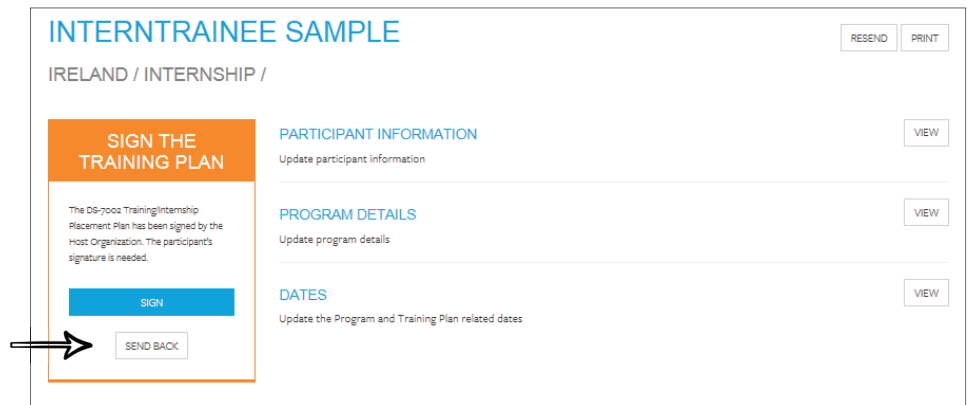 INTERNTRAINEE SAMPLE
RESEND
PRINT
IRELAND / INTERNSHIP /
SIGN THE
TRAINING PLAN
The DS-7002 Training/Internship
Placement Plan has been signed by the
Host Organization. The participant's
signature is needed.
SIGN
SEND BACK
PARTICIPANT INFORMATION
VIEW
Update participant information
PROGRAM DETAILS
VIEW
Update program details
DATES
VIEW
Update the Program and Training Plan related dates